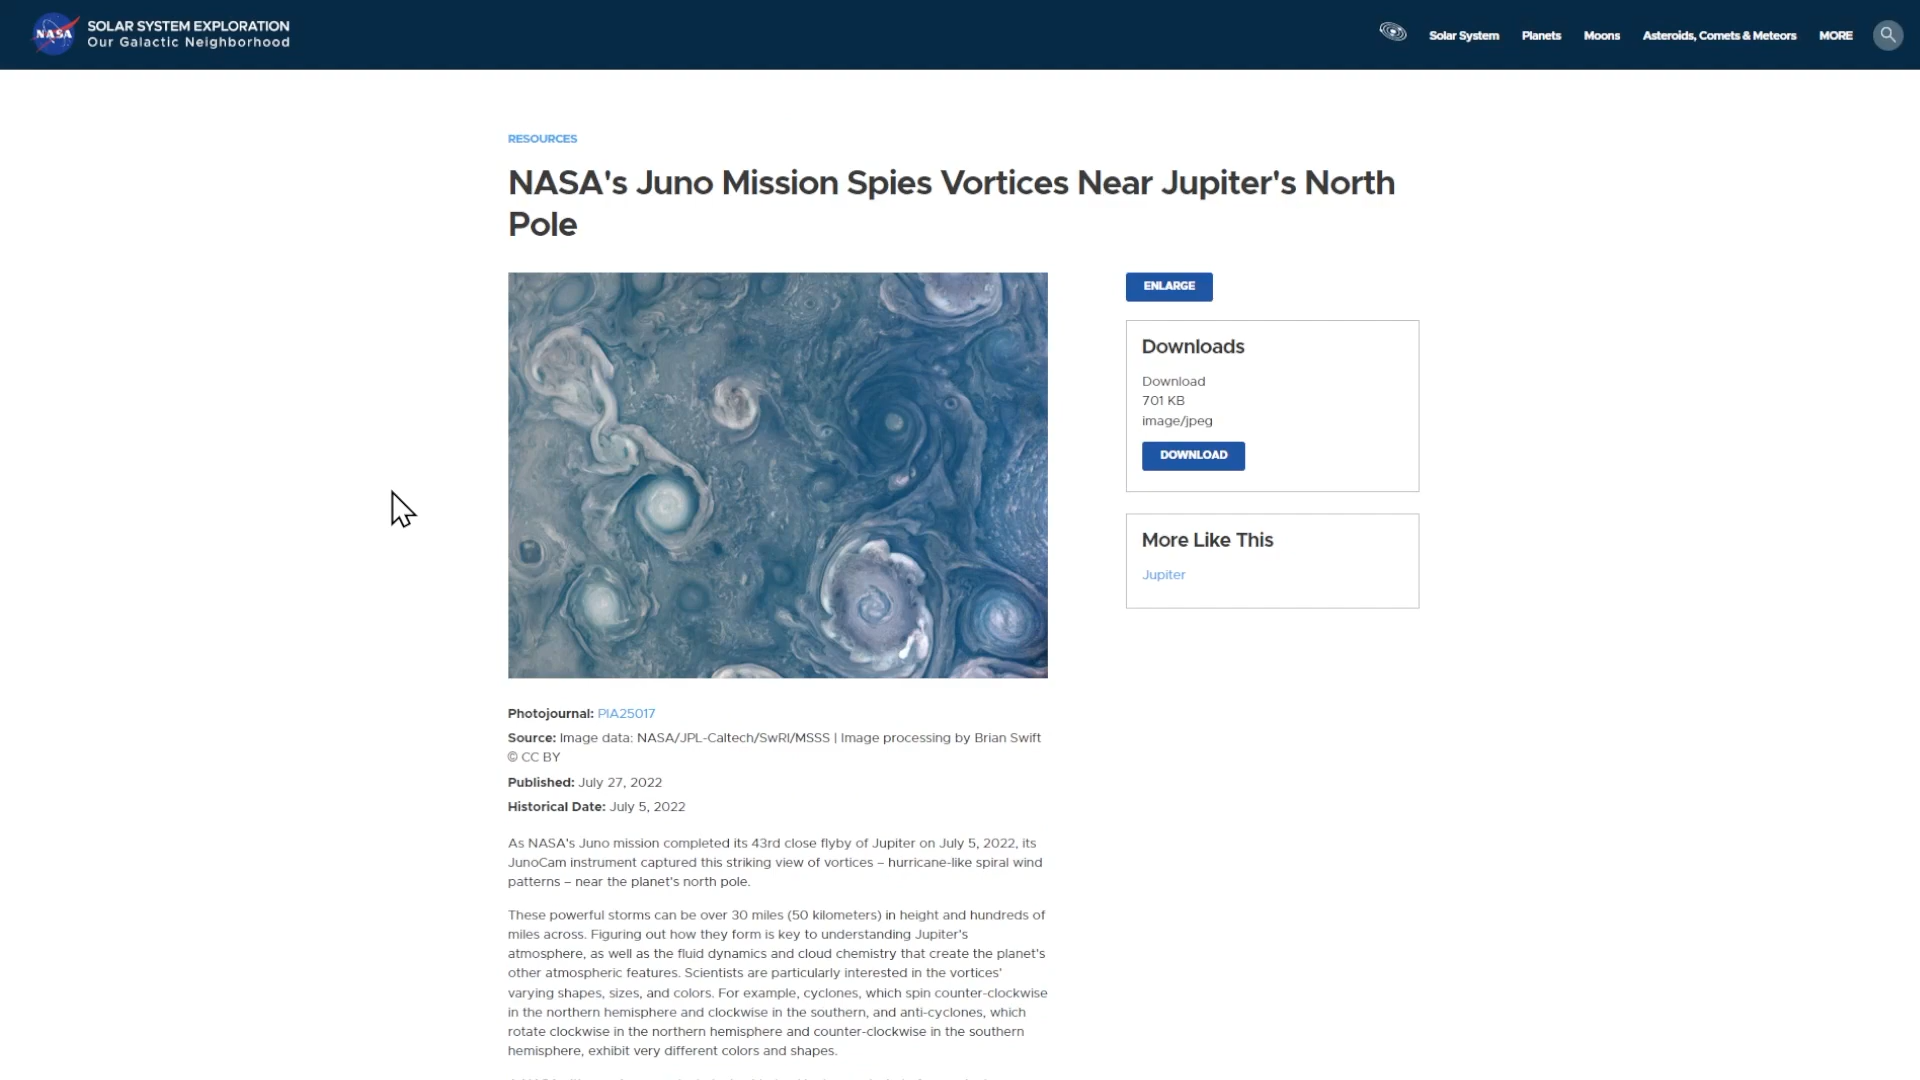 NASA
SOLAR SYSTEM EXPLORATION
Our Galactic Neighborhood
Solar System
Planets
Moons
Asteroids, Comets & Meteors
MORE
RESOURCES
NASA's Juno Mission Spies Vortices Near Jupiter's North
Pole
ENLARGE
Downloads
Download
701 KB
image/jpeg
DOWNLOAD
More Like This
Jupiter
Photojournal: PIA25017
Source: Image data: NASA/JPL-Caltech/SwRI/MSSS | Image processing by Brian Swift
© CC BY
Published: July 27, 2022
Historical Date: July 5, 2022
As NASA's Juno mission completed its 43rd close flyby of Jupiter on July 5, 2022, its
JunoCam instrument captured this striking view of vortices – hurricane-like spiral wind
patterns – near the planet's north pole.
These powerful storms can be over 30 miles (50 kilometers) in height and hundreds of
miles across. Figuring out how they form is key to understanding Jupiter's
atmosphere, as well as the fluid dynamics and cloud chemistry that create the planet's
other atmospheric features. Scientists are particularly interested in the vortices'
varying shapes, sizes, and colors. For example, cyclones, which spin counter-clockwise
in the northern hemisphere and clockwise in the southern, and anti-cyclones, which
rotate clockwise in the northern hemisphere and counter-clockwise in the southern
hemisphere, exhibit very different colors and shapes.